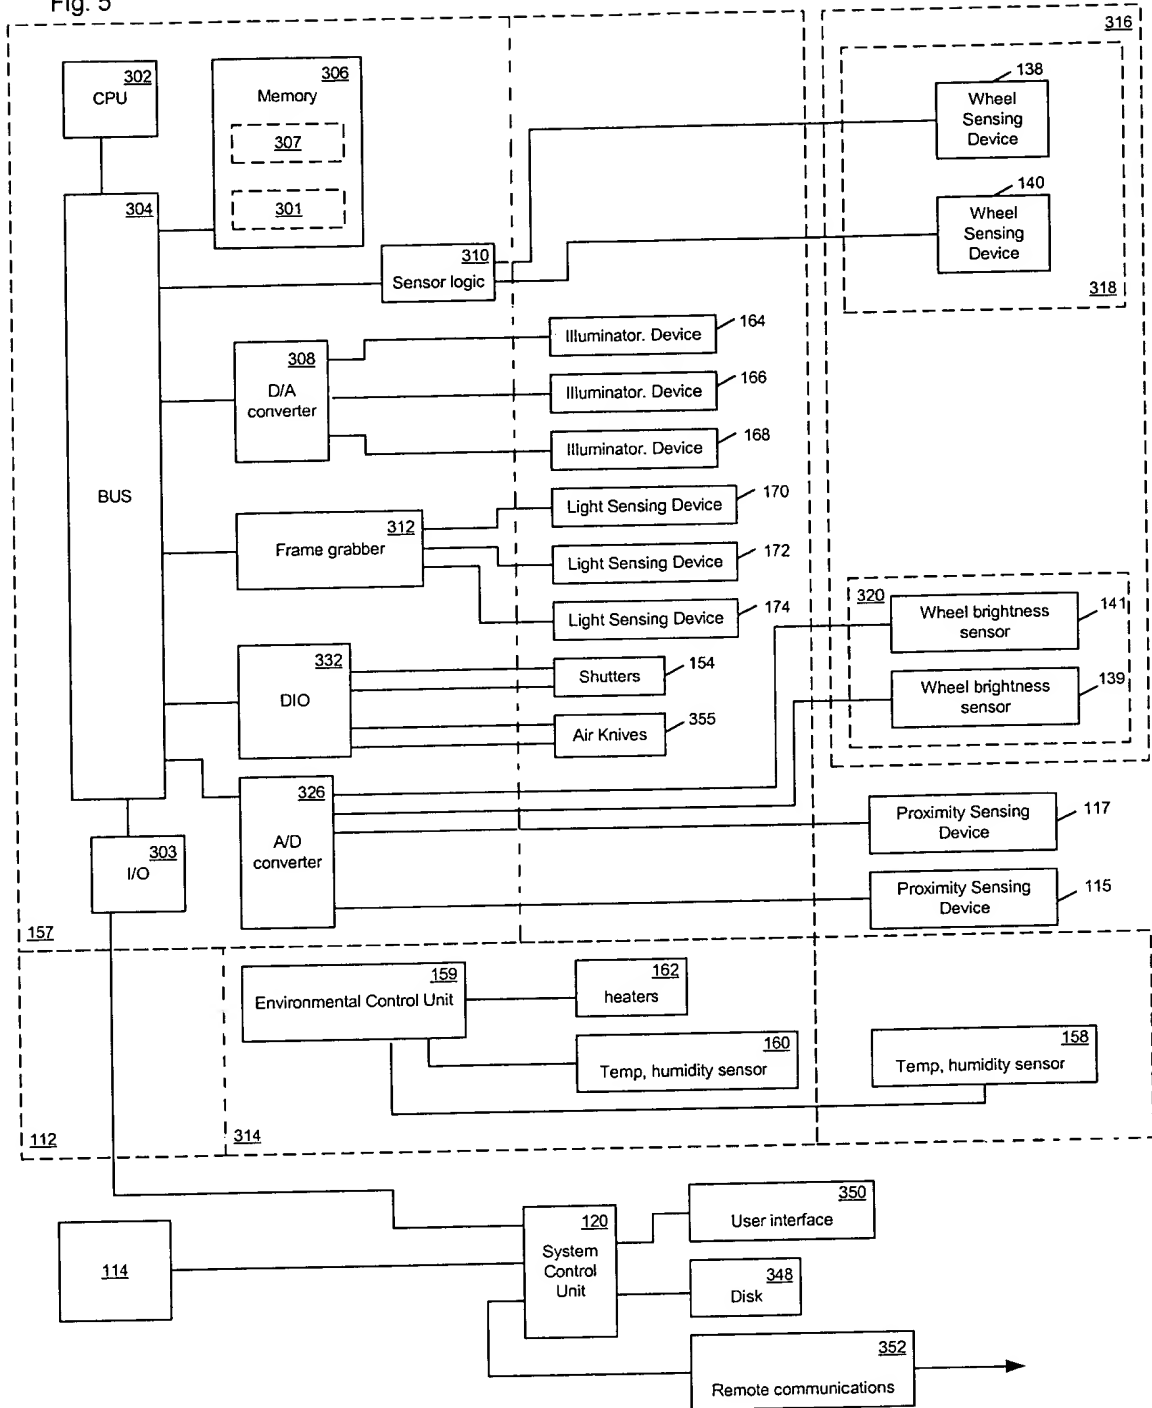 Fig. 5
316
302
CPU
306
Memory
307
301
138
Wheel
Sensing
Device
140
Wheel
Sensing
Device
318
304
BUS
310
Sensor logic
308
D/A
converter
Illuminator. Device
164
Illuminator. Device
166
Illuminator. Device
168
312
Frame grabber
Light Sensing Device
170
Light Sensing Device
172
Light Sensing Device
174
320
Wheel brightness
sensor
141
Wheel brightness
sensor
139
332
DIO
Shutters
154
Air Knives
355
326
A/D
converter
Proximity Sensing
Device
117
Proximity Sensing
Device
115
303
I/O
157
159
Environmental Control Unit
162
heaters
160
Temp, humidity sensor
158
Temp, humidity sensor
112
314
114
120
System
Control
Unit
350
User interface
348
Disk
352
Remote communications